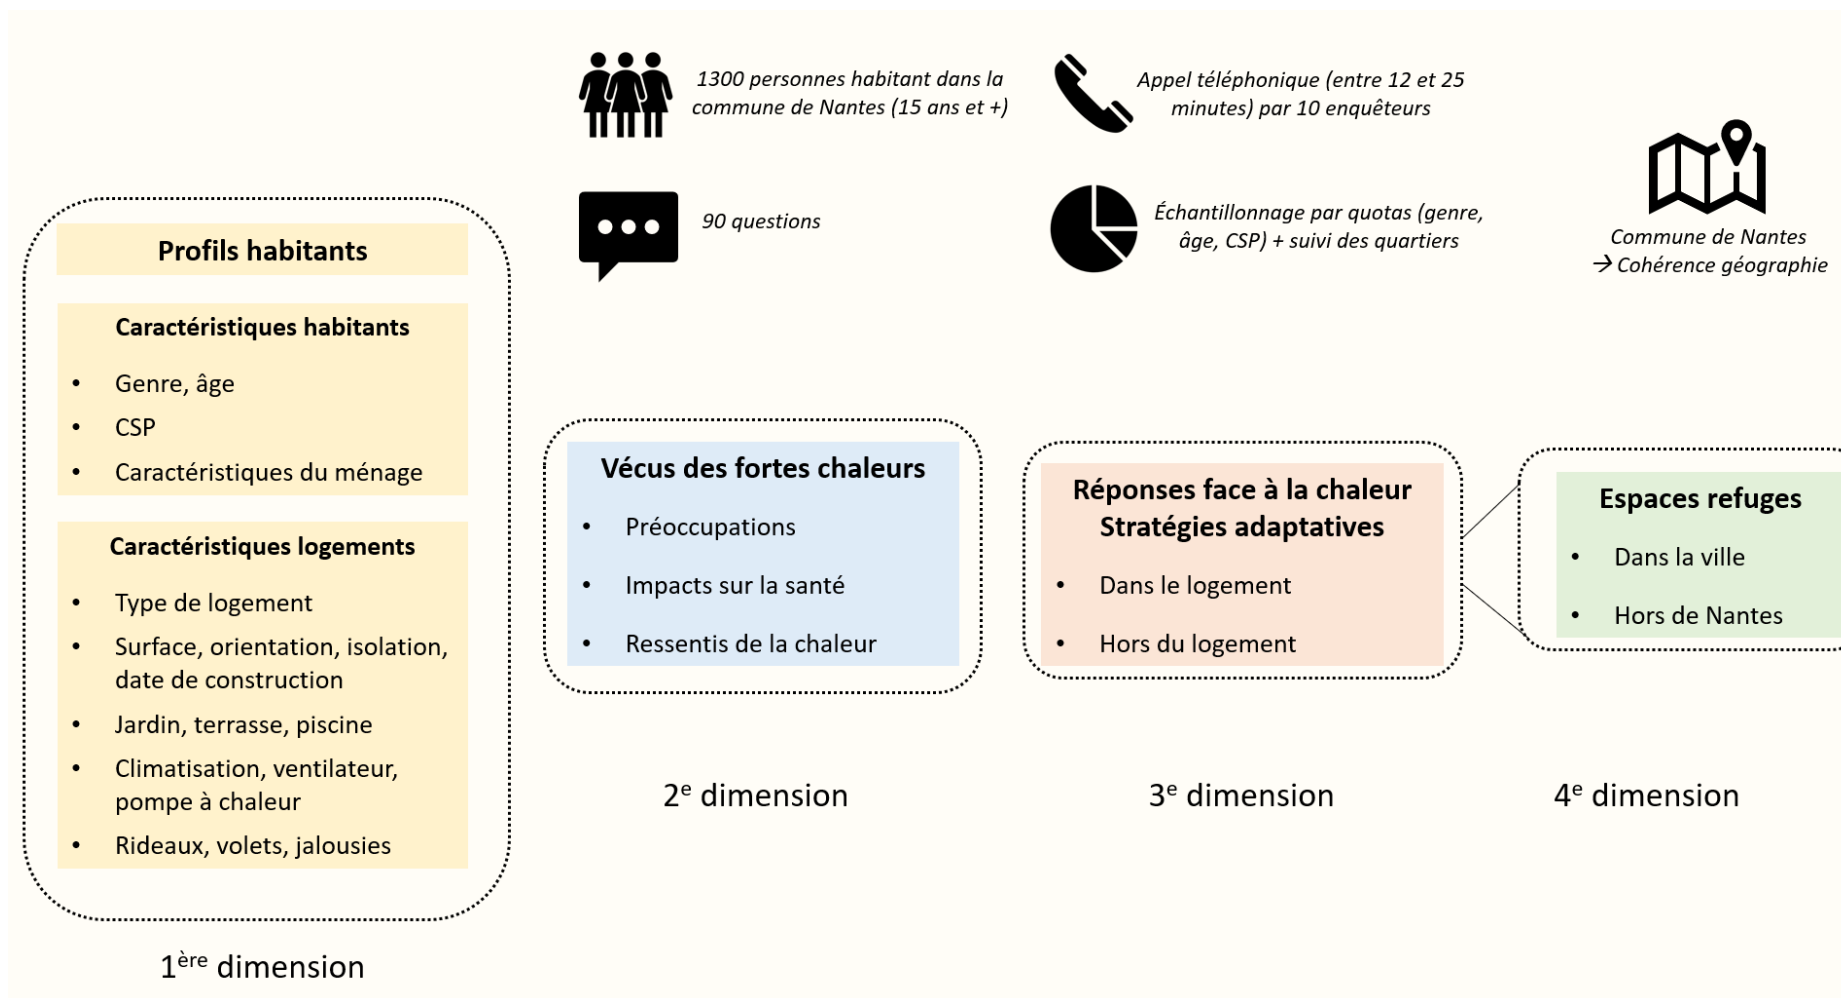 1300 personnes habitant dans la
commune de Nantes (15 ans et +)
Appel téléphonique (entre 12 et 25
minutes) par 10 enquêteurs
90 questions
Échantillonnage par quotas (genre,
âge, CSP) + suivi des quartiers
Commune de Nantes
→ Cohérence géographie
Profils habitants
Caractéristiques habitants
• Genre, âge
• CSP
• Caractéristiques du ménage
Caractéristiques logements
• Type de logement
• Surface, orientation, isolation,
date de construction
• Jardin, terrasse, piscine
• Climatisation, ventilateur,
pompe à chaleur
• Rideaux, volets, jalousies
1ère dimension
Vécus des fortes chaleurs
• Préoccupations
• Impacts sur la santé
• Ressentis de la chaleur
2e dimension
Réponses face à la chaleur
Stratégies adaptatives
• Dans le logement
• Hors du logement
3e dimension
Espaces refuges
• Dans la ville
• Hors de Nantes
4e dimension